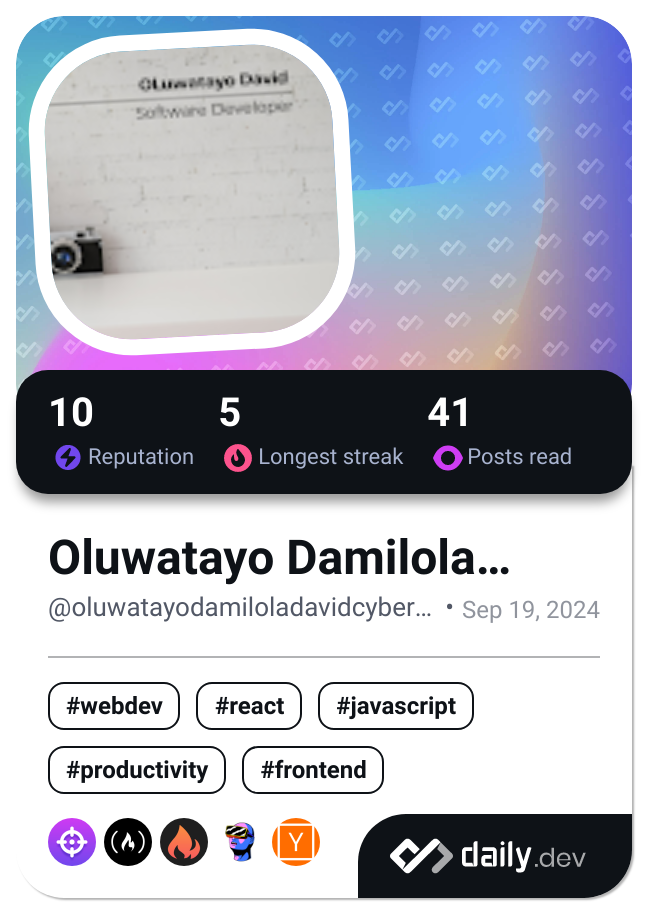 OLuwatayo David
Software Developer
10
5
41
Reputation
Longest streak
Posts read
Oluwatayo Damilola...
@oluwatayodamiloladavidcyber... • Sep 19, 2024
#webdev
#react
#javascript
#productivity
#frontend
Y
daily.dev